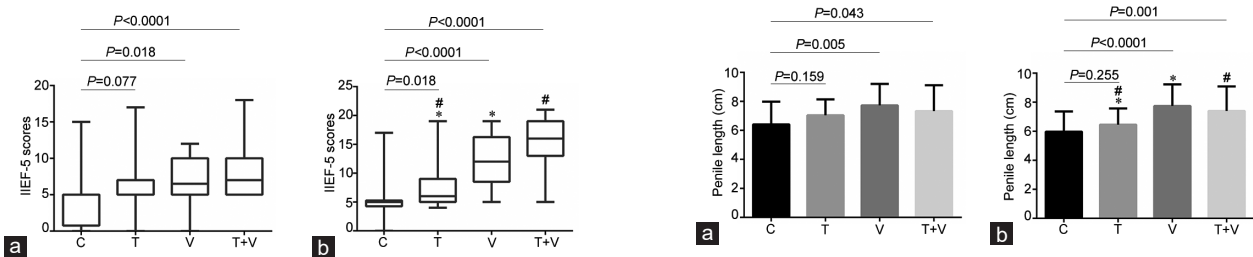 P<0.0001
P=0.018
P=0.077
IIEF-5 scores
20
15
10
5
0
C T V T+V
a
P<0.0001
P<0.0001
P=0.018
IIEF-5 scores
25
20
15
10
5
0
# * * #
C T V T+V
b
P=0.043
P=0.005
P=0.159
Penile length (cm)
10
8
6
4
2
0
C T V T+V
a
P=0.001
P<0.0001
P=0.255
Penile length (cm)
10
8
6
4
2
0
# * * #
C T V T+V
b